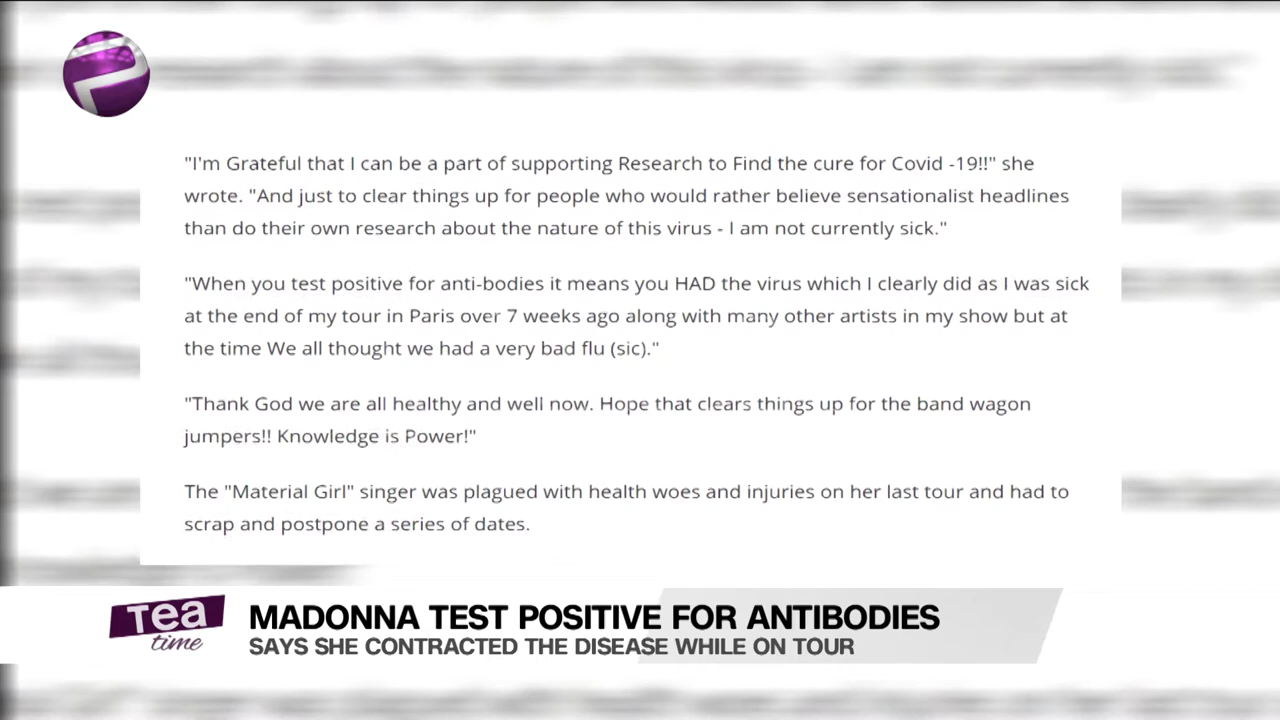 "I'm Grateful that I can be a part of supporting Research to Find the cure for Covid -19!!" she
wrote. "And just to clear things up for people who would rather believe sensationalist headlines
than do their own research about the nature of this virus - I am not currently sick."
"When you test positive for anti-bodies it means you HAD the virus which I clearly did as I was sick
at the end of my tour in Paris over 7 weeks ago along with many other artists in my show but at
the time We all thought we had a very bad flu (sic)."
"Thank God we are all healthy and well now. Hope that clears things up for the band wagon
jumpers!! Knowledge is Power!"
The "Material Girl" singer was plagued with health woes and injuries on her last tour and had to
scrap and postpone a series of dates.
Tea
time
MADONNA TEST POSITIVE FOR ANTIBODIES
SAYS SHE CONTRACTED THE DISEASE WHILE ON TOUR